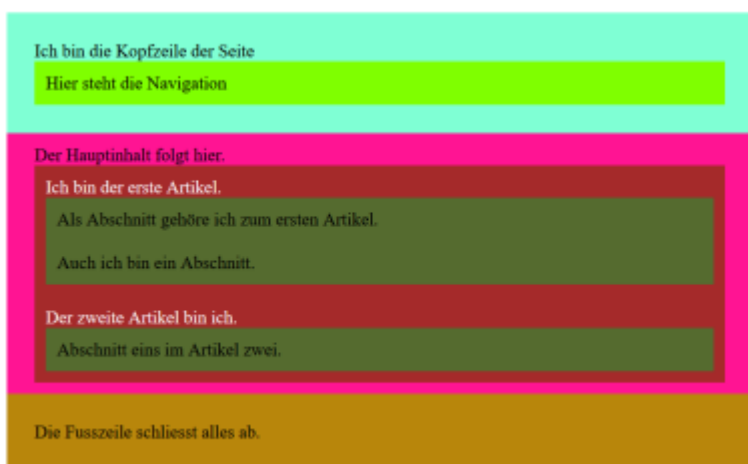 Ich bin die Kopfzeile der Seite
Hier steht die Navigation
Der Hauptinhalt folgt hier.
Ich bin der erste Artikel.
Als Abschnitt gehöre ich zum ersten Artikel.
Auch ich bin ein Abschnitt.
Der zweite Artikel bin ich.
Abschnitt eins im Artikel zwei.
Die Fusszeile schliesst alles ab.